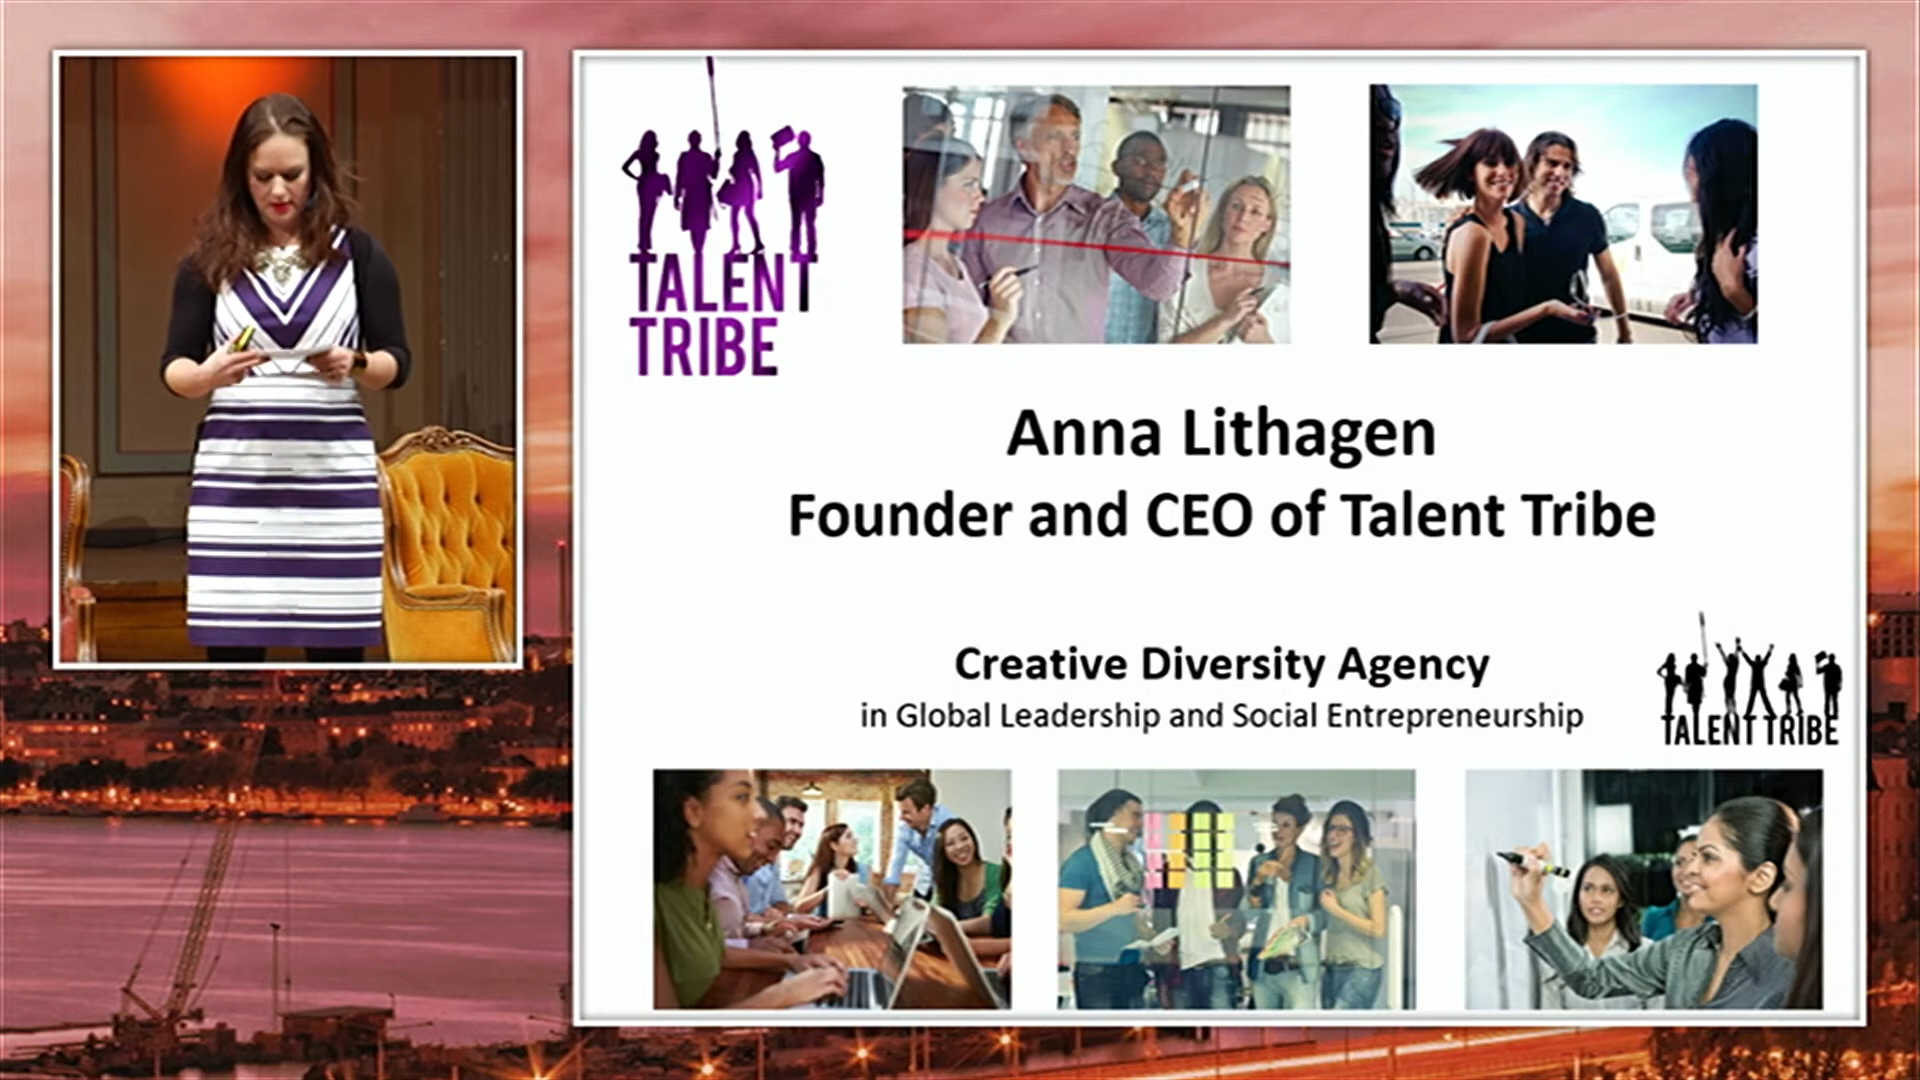 TALENT
TRIBE
Anna Lithagen
Founder and CEO of Talent Tribe
Creative Diversity Agency
in Global Leadership and Social Entrepreneurship
TALENT TRIBE